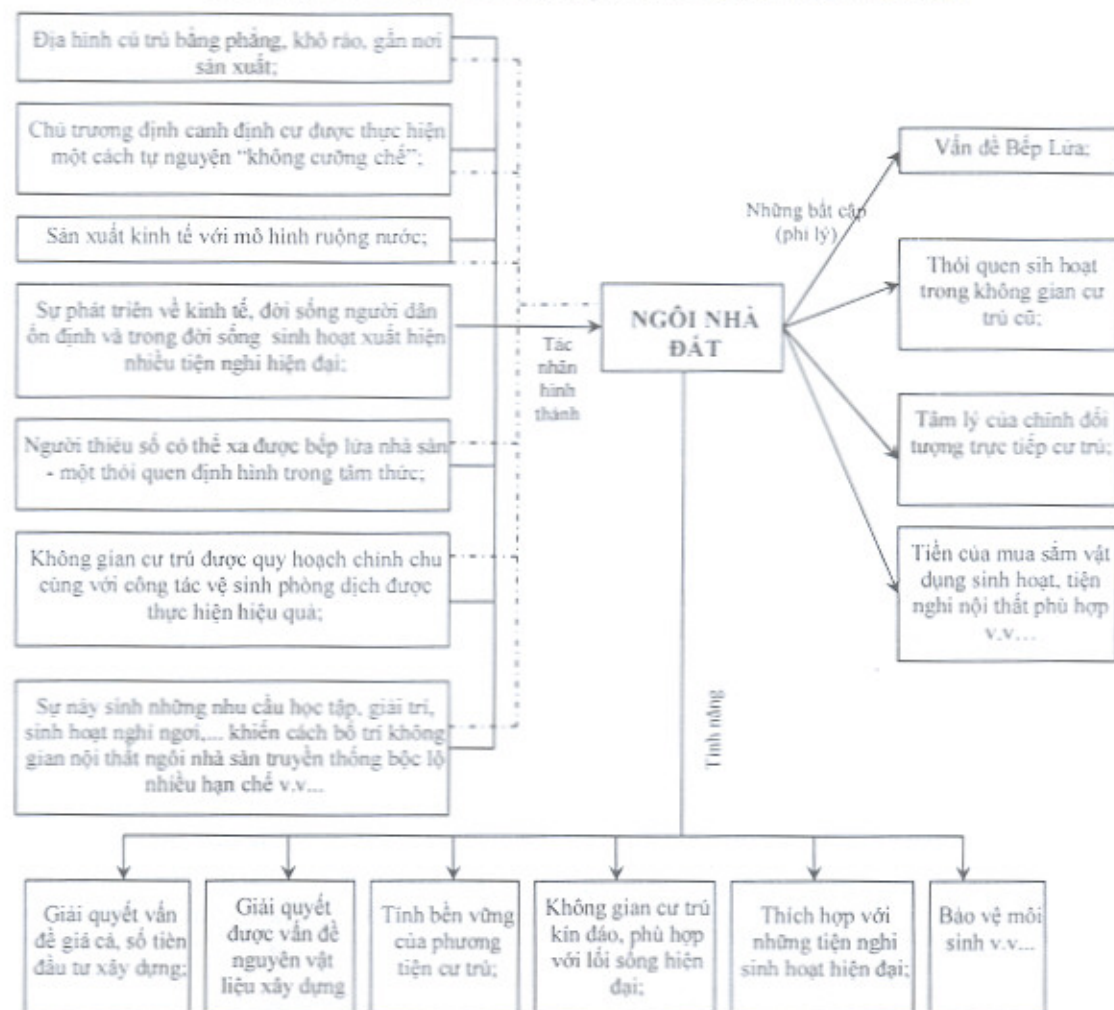 Địa hình cú trú bằng phẳng, khô ráo, gần nơi
sản xuất;
Chủ trương định canh định cư được thực hiện
một cách tự nguyện "không cưỡng chế";
Sản xuất kinh tế với mô hình ruộng nước;
Sự phát triển về kinh tế, đời sống người dân
ổn định và trong đời sống sinh hoạt xuất hiện
nhiều tiện nghi hiện đại;
Người thiểu số có thể xa được bếp lửa nhà sàn
- một thói quen định hình trong tâm thức;
Không gian cư trú được quy hoạch chỉnh chu
cùng với công tác vệ sinh phòng dịch được
thực hiện hiệu quả;
Sự nảy sinh những nhu cầu học tập, giải trí,
sinh hoạt nghỉ ngơi,... khiến cách bố trí không
gian nội thất ngôi nhà sàn truyền thống bộc lộ
nhiều hạn chế v.v...
Tác
nhân
hình
thành
NGÔI NHÀ
ĐẤT
Những bất cập
(phi lý)
Vấn đề Bếp Lửa;
Thói quen sih hoạt
trong không gian cư
trú cũ;
Tâm lý của chính đối
tượng trực tiếp cư trú;
Tiền của mua sắm vật
dụng sinh hoạt, tiện
nghi nội thất phù hợp
v.v...
Tính năng
Giải quyết vấn
đề giá cả, số tiền
đầu tư xây dựng;
Giải quyết
được vấn đề
nguyên vật
liệu xây dựng
Tính bền vững
của phương
tiện cư trú;
Không gian cư trú
kín đáo, phù hợp
với lối sống hiện
đại;
Thích hợp với
những tiện nghi
sinh hoạt hiện đại;
Bảo vệ môi
sinh v.v...